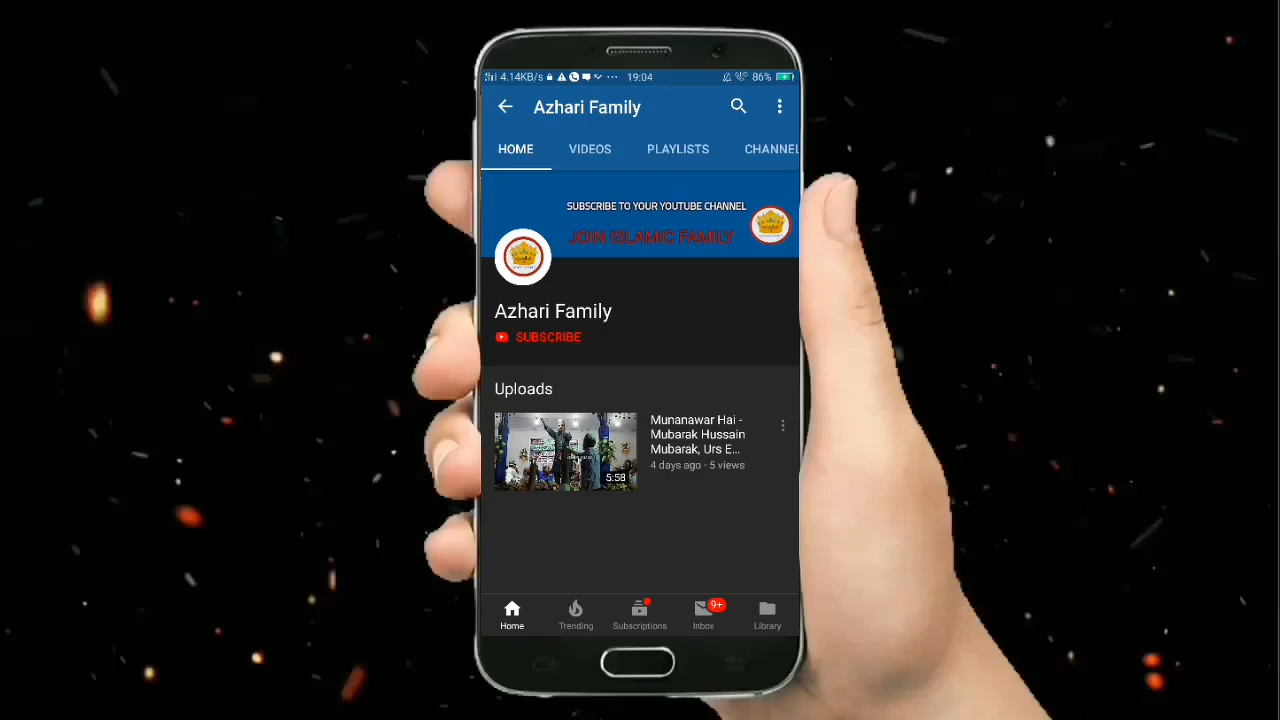 4.14KB/s
19:04
86%
Azhari Family
HOME
VIDEOS
PLAYLISTS
CHANNEL
SUBSCRIBE TO YOUR YOUTUBE CHANNEL
JOIN ISLAMIC FAMILY
Azhari Family
SUBSCRIBE
Uploads
Munanawar Hai -
Mubarak Hussain
Mubarak, Urs E...
4 days ago · 5 views
5:58
Home
Trending
Subscriptions
9+
Inbox
Library